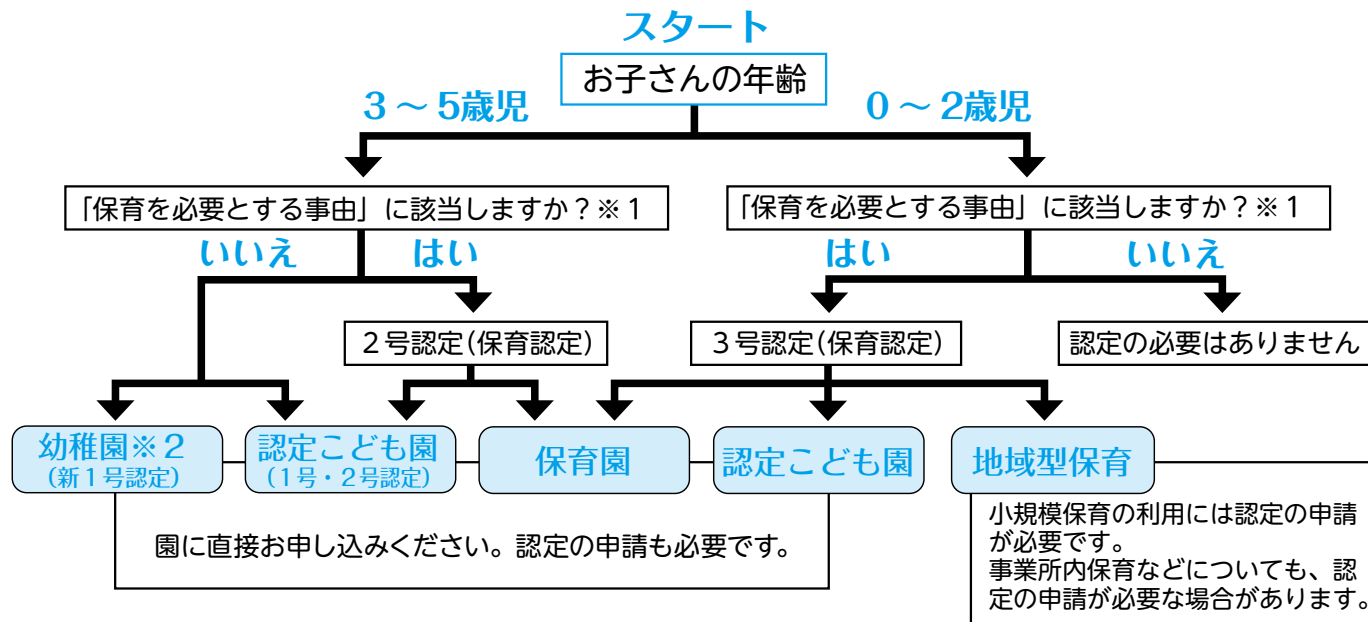 スタート
お子さんの年齢
3～5歳児
0～2歳児
「保育を必要とする事由」に該当しますか？※1
「保育を必要とする事由」に該当しますか？※1
いいえ
はい
はい
いいえ
2号認定(保育認定)
3号認定(保育認定)
認定の必要はありません
幼稚園※2
(新1号認定)
認定こども園
(1号・2号認定)
保育園
認定こども園
地域型保育
園に直接お申し込みください。認定の申請も必要です。
小規模保育の利用には認定の申請
が必要です。
事業所内保育などについても、認
定の申請が必要な場合があります。